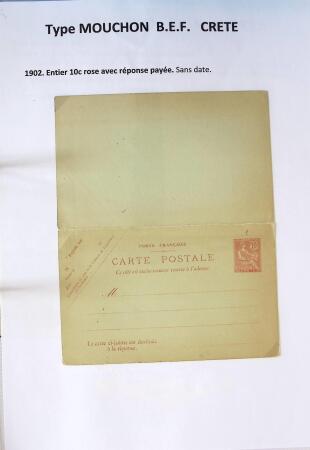 Type MOUCHON B.E.F. CRETE
1902. Entier 10c rose avec réponse payée. Sans date.
POSTE FRANÇAISE
CARTE POSTALE
Ce côté est exclusivement réservé à l'adresse
M
La carte ci-jointe est destinée
à la réponse.